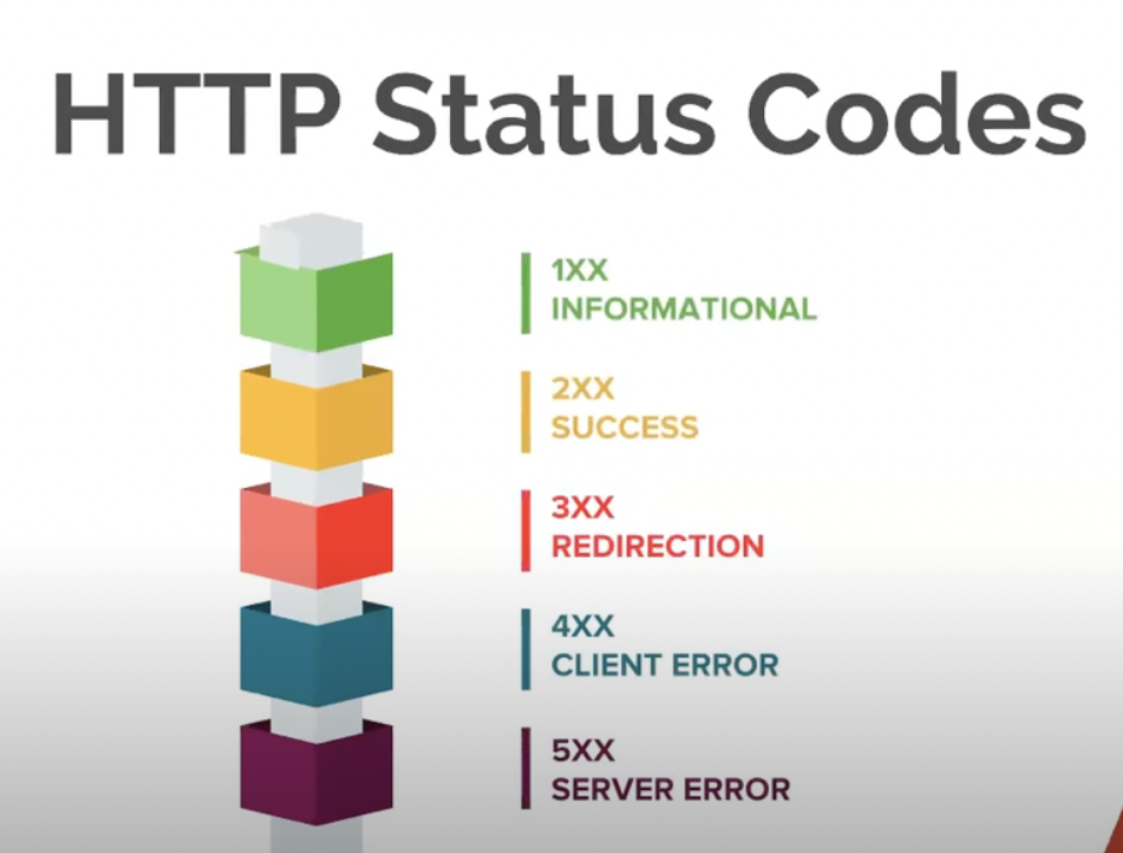 HTTP Status Codes
1XX
INFORMATIONAL
2XX
SUCCESS
3XX
REDIRECTION
4XX
CLIENT ERROR
5XX
SERVER ERROR